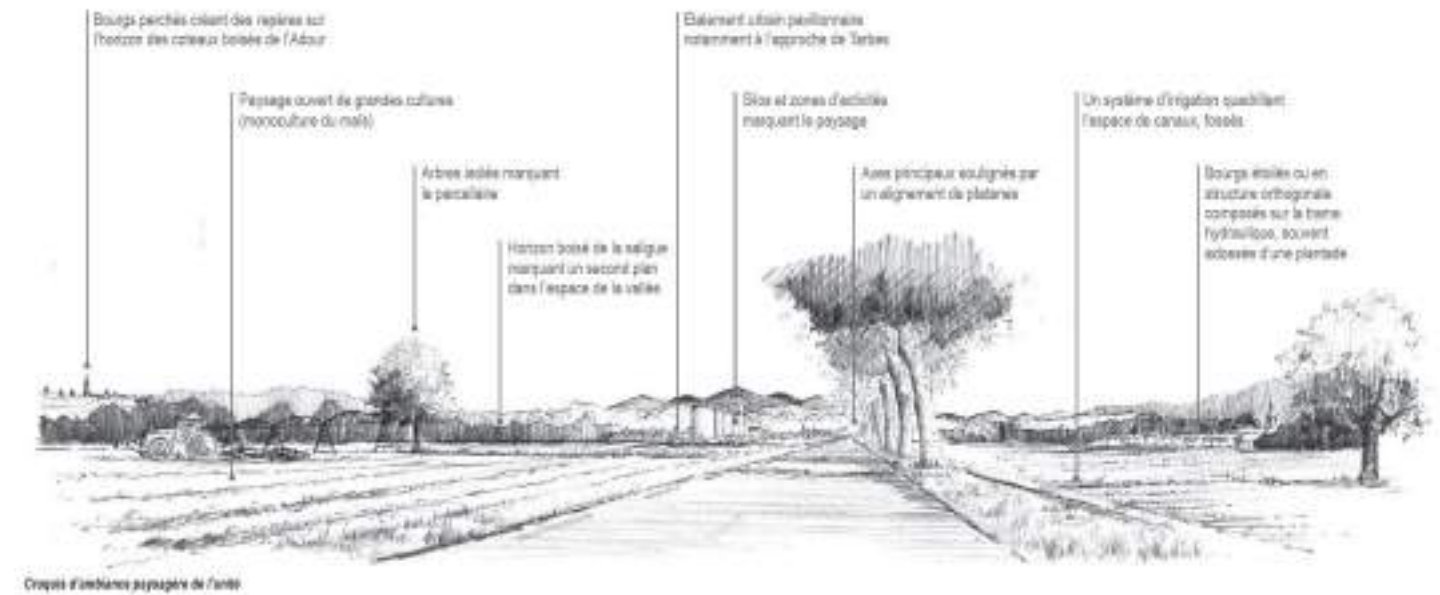 Bourgs perchés créant des repères sur
l'horizon des coteaux boisés de l'Adour
Etalement urbain pavillonnaire
notamment à l'approche de Tarbes
Paysage ouvert de grandes cultures
(monoculture du maïs)
Silos et zones d'activités
marquant le paysage
Un système d'irrigation quadrillant
l'espace de canaux, fossés
Arbres isolés marquant
le parcellaire
Axes principaux soulignés par
un alignement de platanes
Bourgs étoilés ou en
structure orthogonale
composés sur la trame
hydraulique, souvent
adossés d'une plantade
Horizon boisé de la saligue
marquant un second plan
dans l'espace de la vallée
Croquis d'ambiance paysagère de l'unité